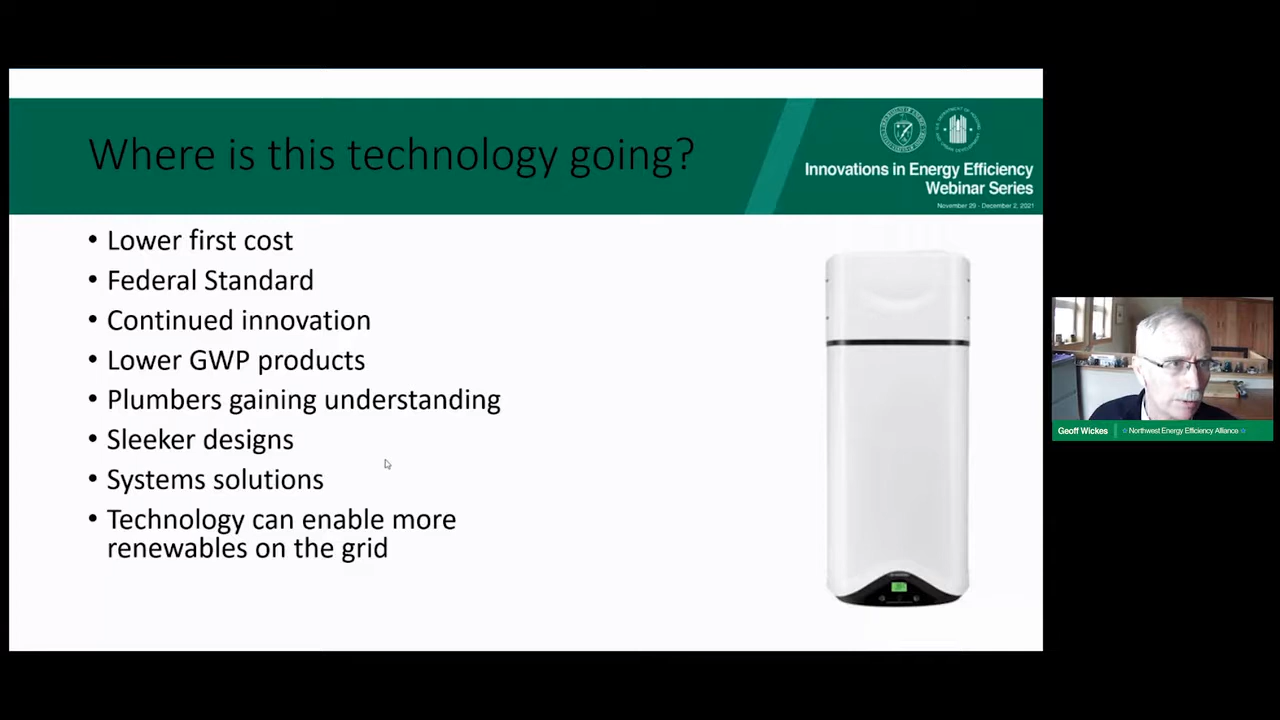 Where is this technology going?
Innovations in Energy Efficiency
Webinar Series
November 29 - December 2, 2021
• Lower first cost
• Federal Standard
• Continued innovation
• Lower GWP products
• Plumbers gaining understanding
• Sleeker designs
• Systems solutions
• Technology can enable more
renewables on the grid
Geoff Wickes
Northwest Energy Efficiency Alliance